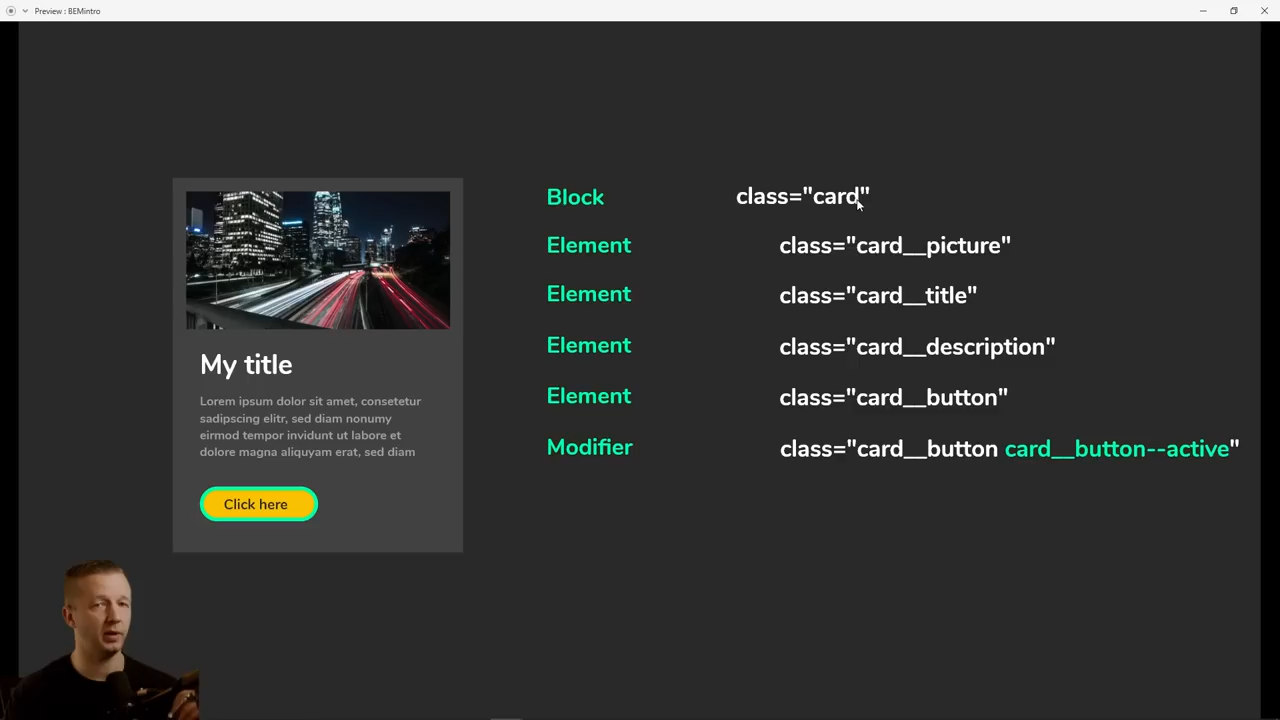 Preview : BEMintro
My title
Lorem ipsum dolor sit amet, consetetur
sadipscing elitr, sed diam nonumy
eirmod tempor invidunt ut labore et
dolore magna aliquyam erat, sed diam
Click here
Block class="card"
Element class="card__picture"
Element class="card__title"
Element class="card__description"
Element class="card__button"
Modifier class="card__button card__button--active"